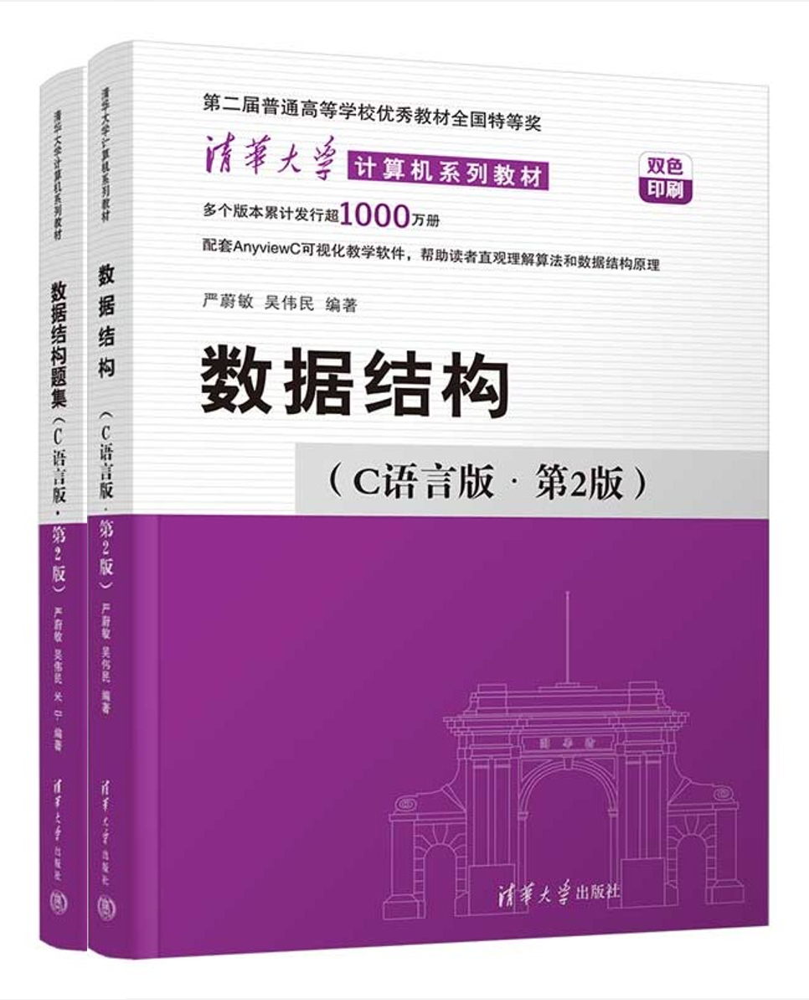 第二届普通高等学校优秀教材全国特等奖
清华大学 计算机系列教材
双色
印刷
多个版本累计发行超1000万册
配套AnyviewC可视化教学软件，帮助读者直观理解算法和数据结构原理
严蔚敏 吴伟民 编著
数据结构
（C语言版·第2版）
清華园
清华大学出版社
清华大学计算机系列教材
数据结构
（C语言版·第2版）
严蔚敏 吴伟民 编著
清华大学出版社
清华大学计算机系列教材
数据结构题集（C语言版·第2版）
严蔚敏 吴伟民 米 宁 编著
清华大学出版社